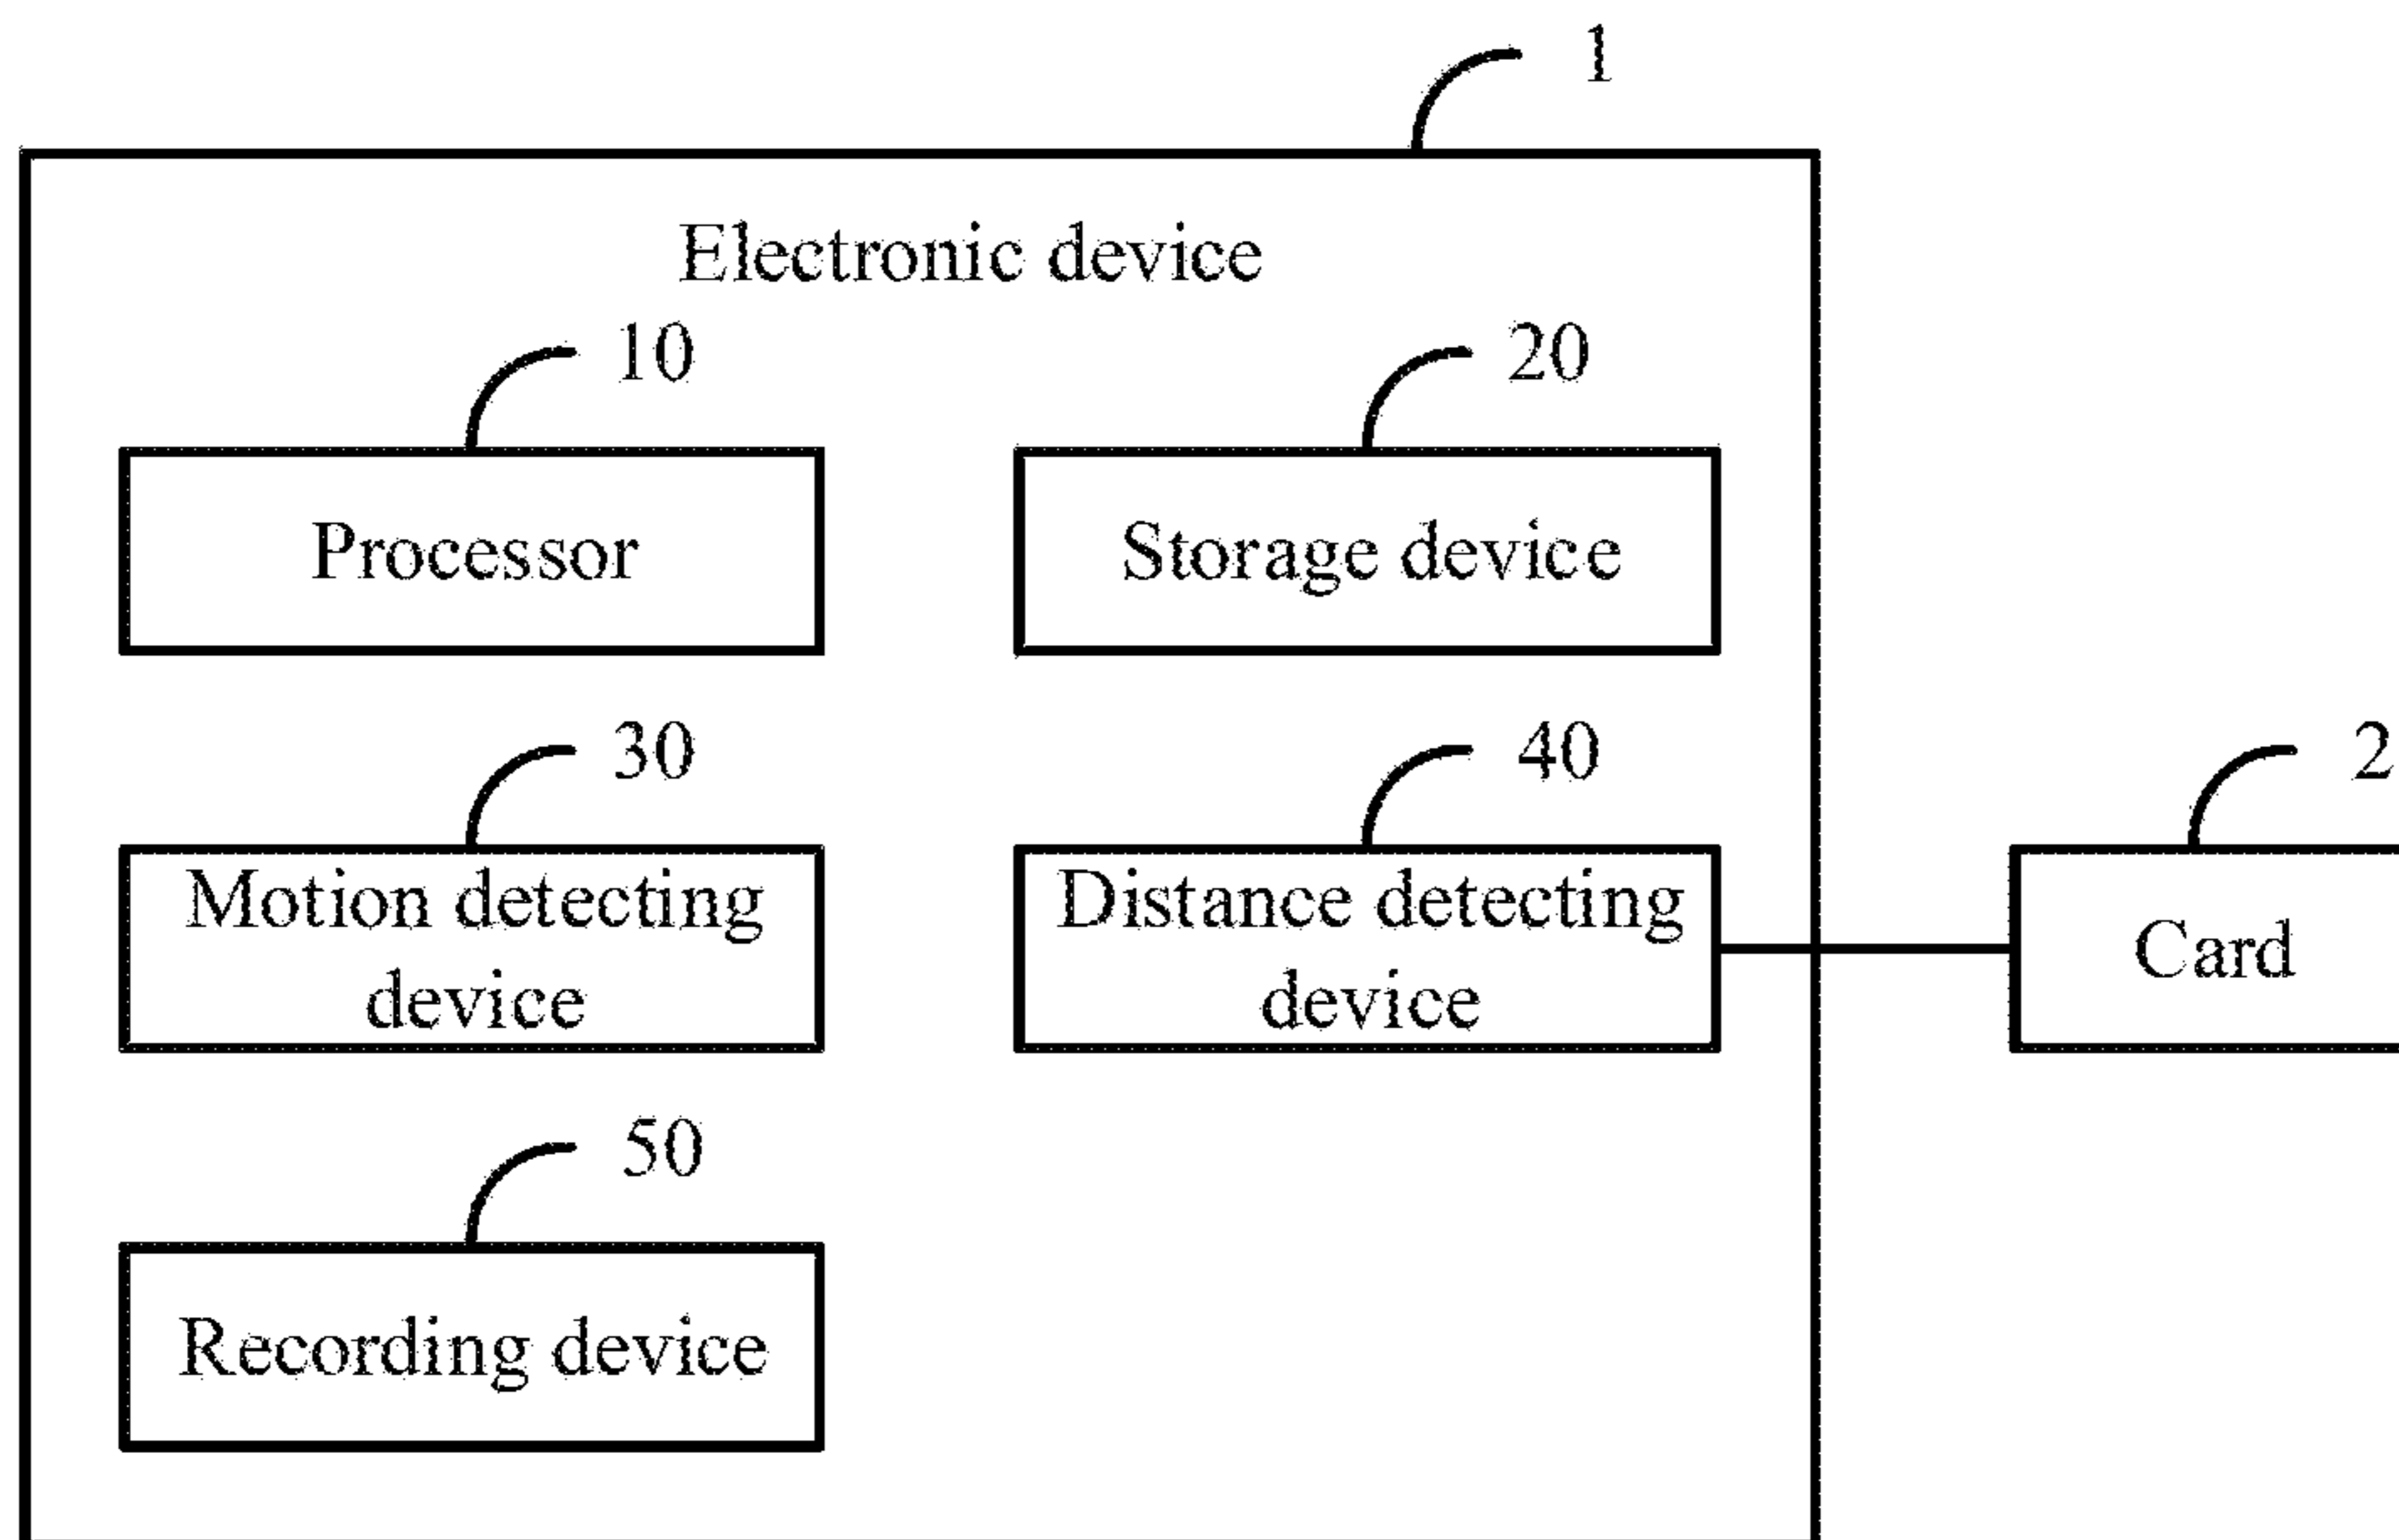 1
Electronic device
10
20
Processor
Storage device
30
40
2
Motion detecting
device
Distance detecting
device
Card
50
Recording device